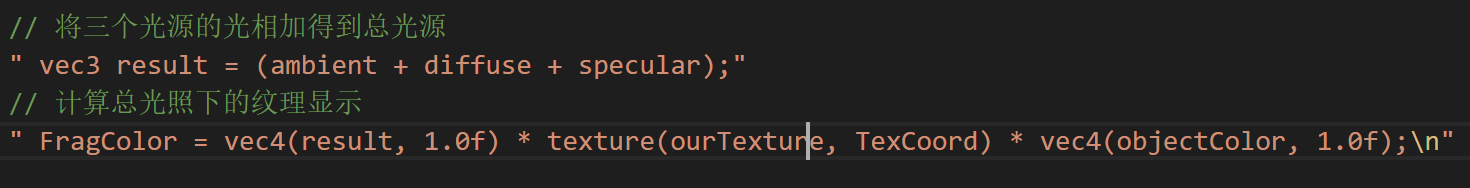 // 将三个光源的光相加得到总光源
" vec3 result = (ambient + diffuse + specular);"
// 计算总光照下的纹理显示
" FragColor = vec4(result, 1.0f) * texture(ourTexture, TexCoord) * vec4(objectColor, 1.0f);\n"